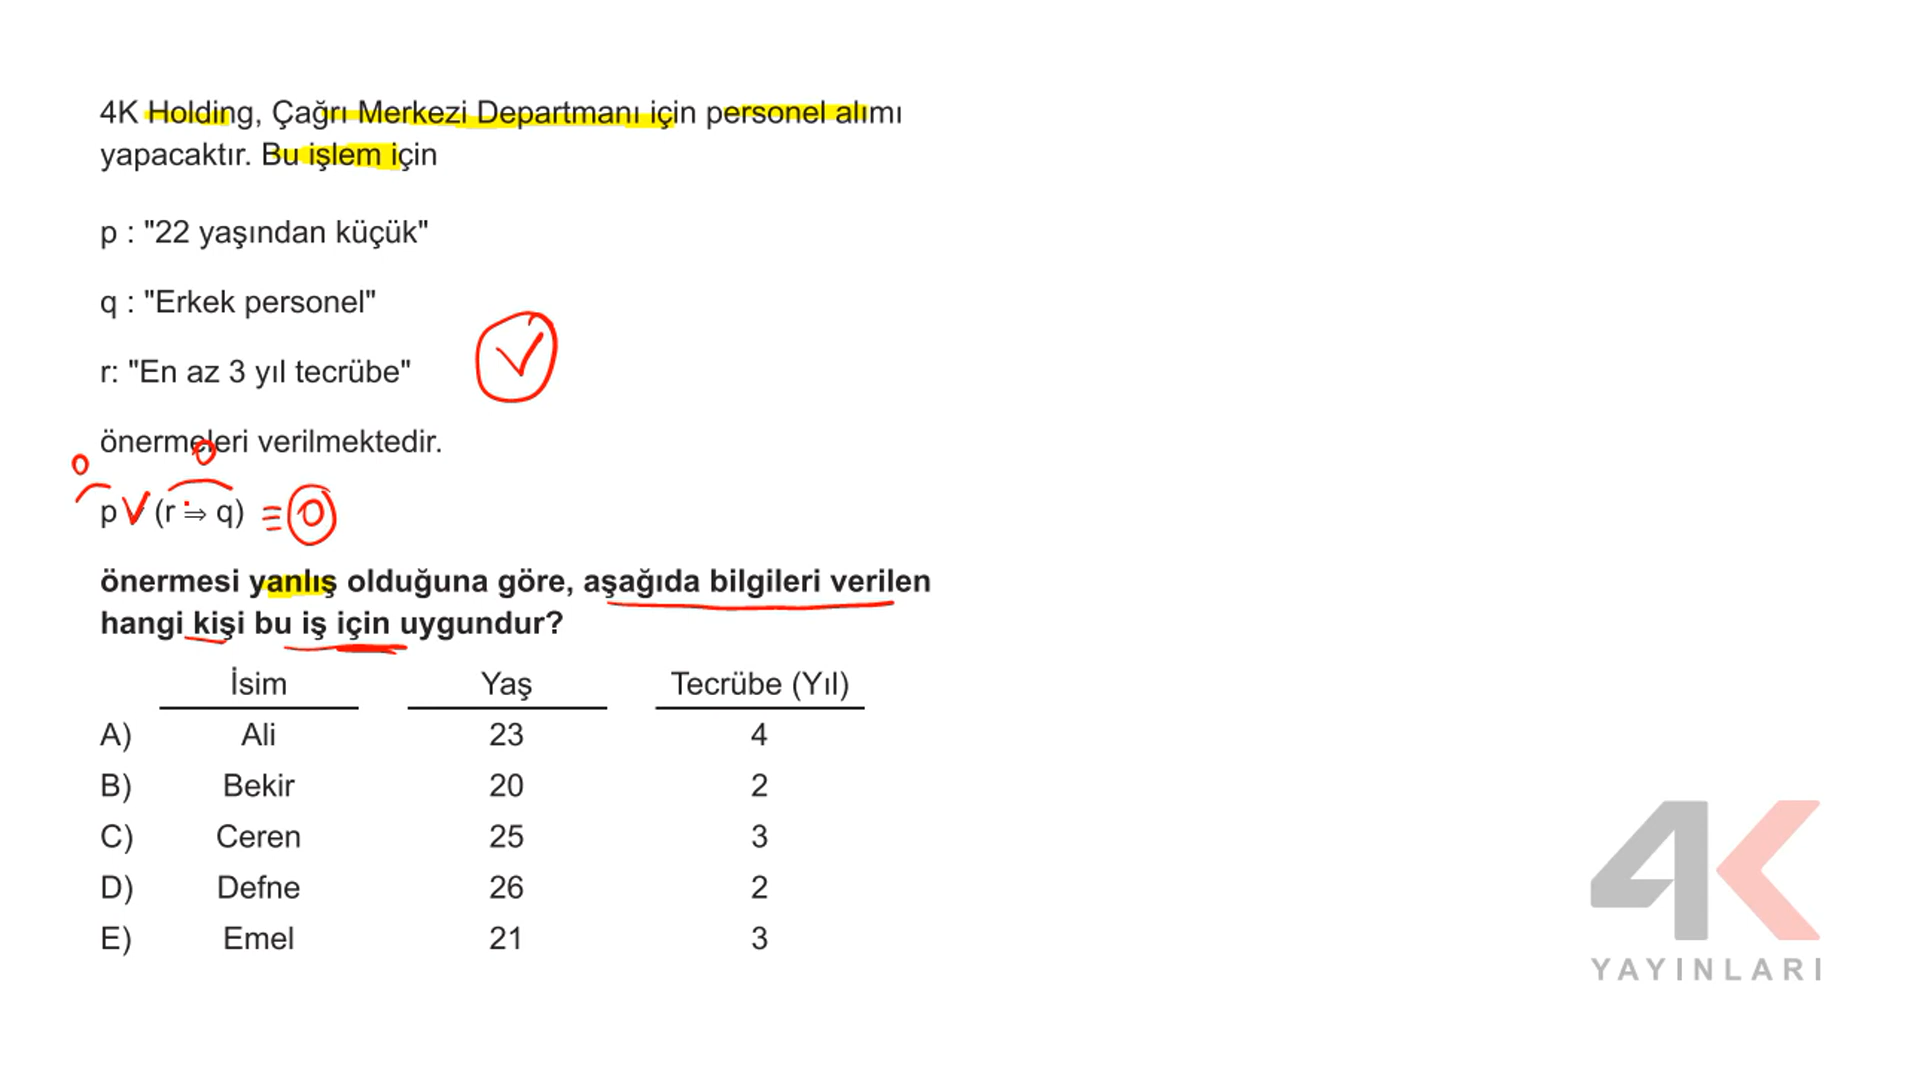 4K Holding, Çağrı Merkezi Departmanı için personel alımı
yapacaktır. Bu işlem için
p : "22 yaşından küçük"
q : "Erkek personel"
r: "En az 3 yıl tecrübe"
önermeleri verilmektedir.
0 0
p ∨ (r ⇒ q) ≡ 0
önermesi yanlış olduğuna göre, aşağıda bilgileri verilen
hangi kişi bu iş için uygundur?
İsim Yaş Tecrübe (Yıl)
A) Ali 23 4
B) Bekir 20 2
C) Ceren 25 3
D) Defne 26 2
E) Emel 21 3
4K
YAYINLARI